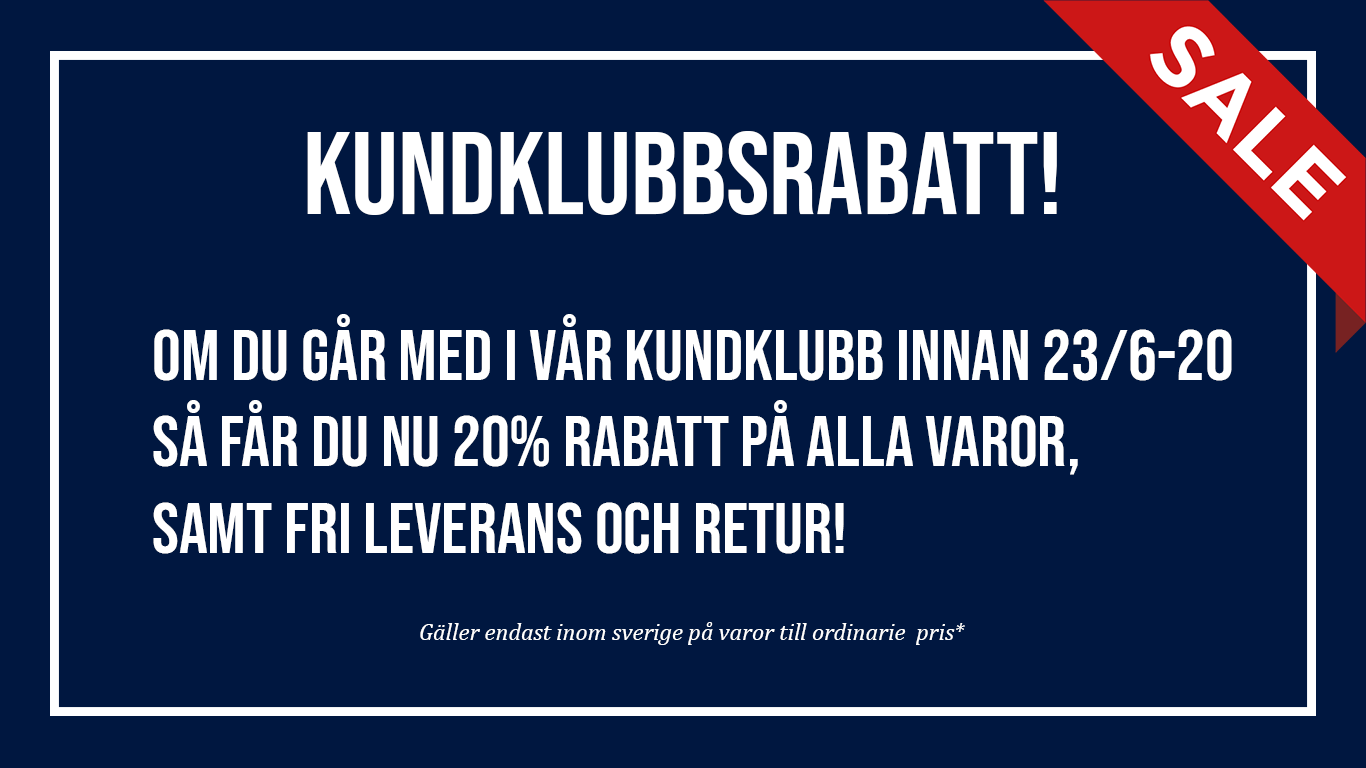 SALE
KUNDKLUBBSRABATT!
OM DU GÅR MED I VÅR KUNDKLUBB INNAN 23/6-20
SÅ FÅR DU NU 20% RABATT PÅ ALLA VAROR,
SAMT FRI LEVERANS OCH RETUR!
Gäller endast inom sverige på varor till ordinarie pris*